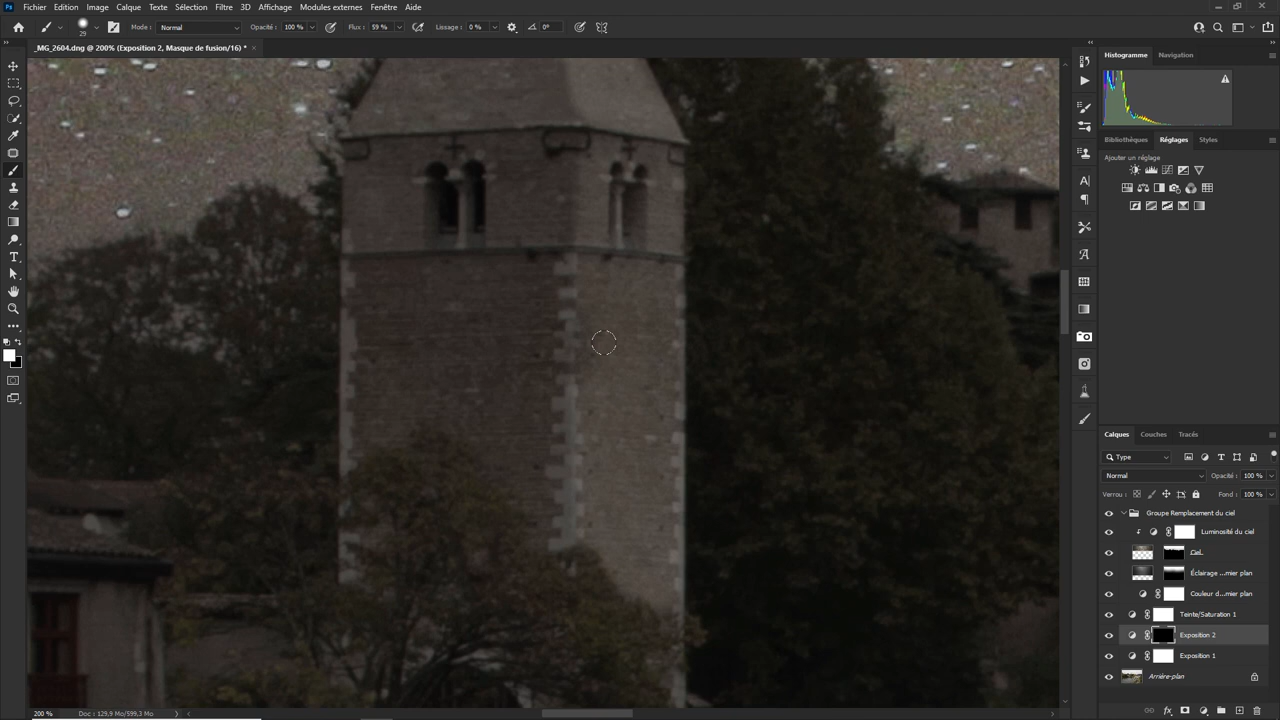 Ps Fichier Edition Image Calque Texte Sélection Filtre 3D Affichage Modules externes Fenêtre Aide
29 Mode : Normal Opacité : 100 % Flux : 59 % Lissage : 0 % 0°
_MG_2604.dng @ 200% (Exposition 2, Masque de fusion/16) * ×
Histogramme Navigation
Bibliothèques Réglages Styles
Ajouter un réglage
Calques Couches Tracés
Type
Normal Opacité : 100 %
Verrou : Fond : 100 %
Groupe Remplacement du ciel
Luminosité du ciel
Ciel
Éclairage ...mier plan
Couleur d...mier plan
Teinte/Saturation 1
Exposition 2
Exposition 1
Arrière-plan
200 % Doc : 129,9 Mo/599,3 Mo